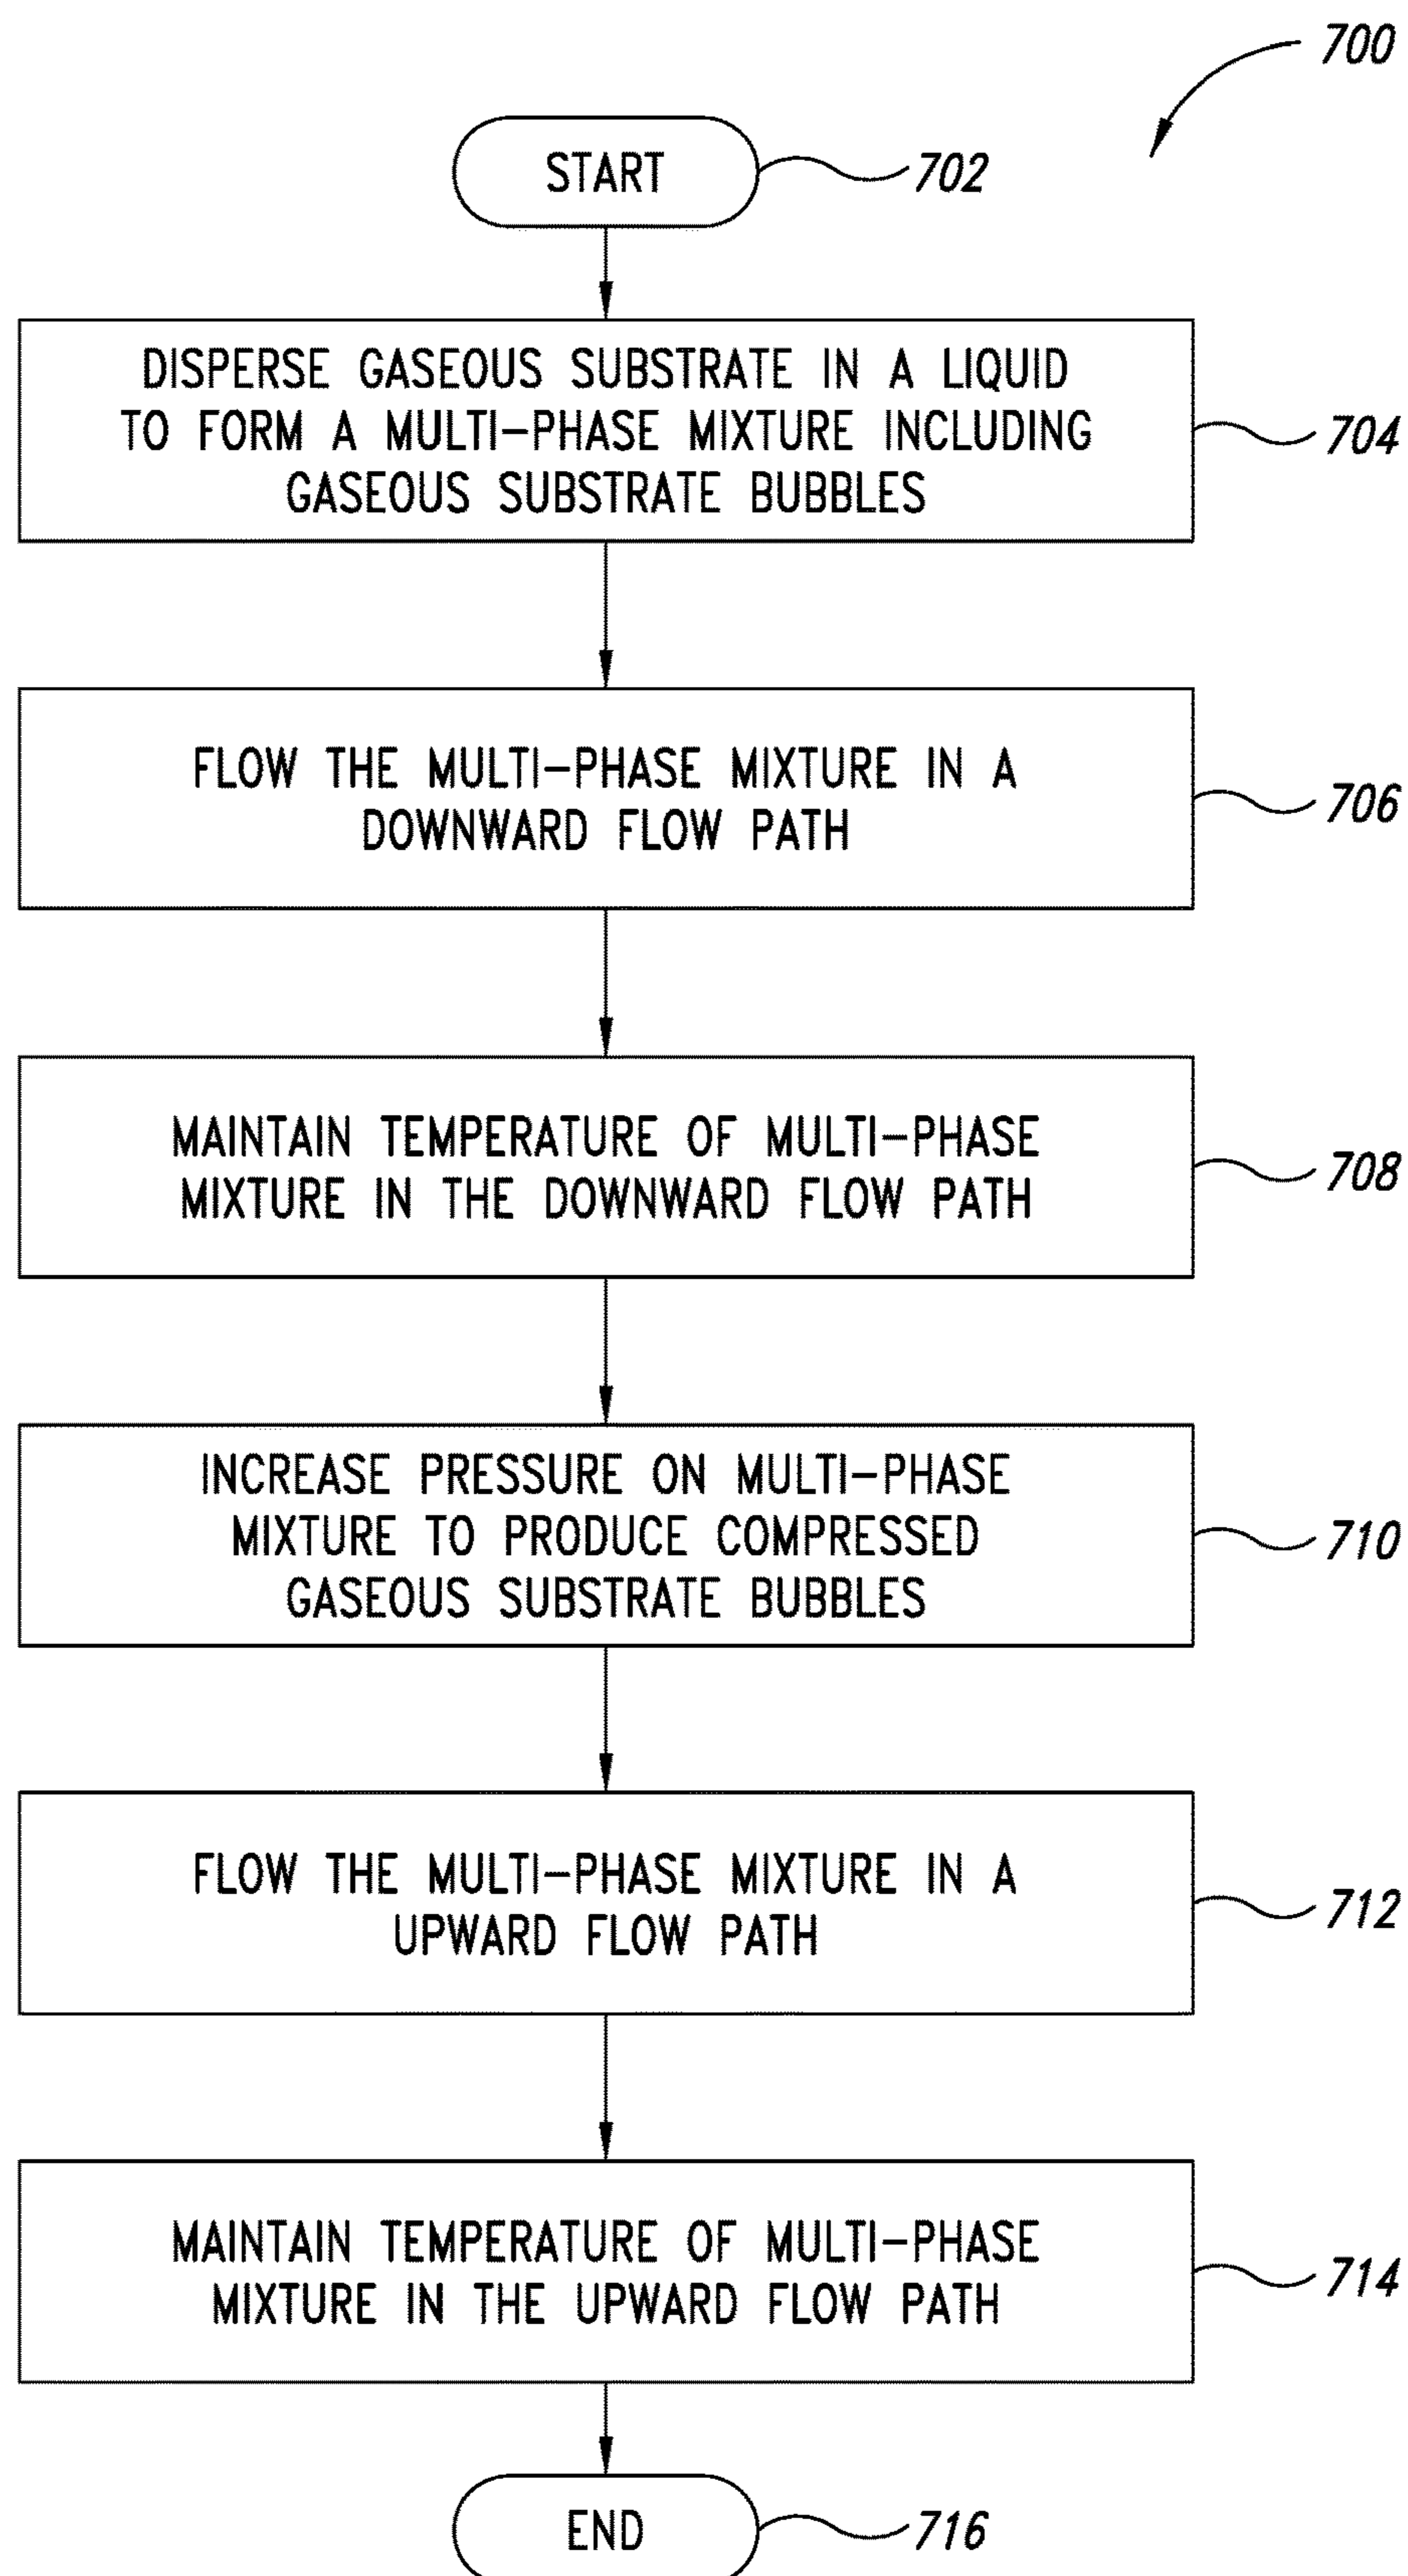 700
START
702
DISPERSE GASEOUS SUBSTRATE IN A LIQUID
TO FORM A MULTI-PHASE MIXTURE INCLUDING
GASEOUS SUBSTRATE BUBBLES
704
FLOW THE MULTI-PHASE MIXTURE IN A
DOWNWARD FLOW PATH
706
MAINTAIN TEMPERATURE OF MULTI-PHASE
MIXTURE IN THE DOWNWARD FLOW PATH
708
INCREASE PRESSURE ON MULTI-PHASE
MIXTURE TO PRODUCE COMPRESSED
GASEOUS SUBSTRATE BUBBLES
710
FLOW THE MULTI-PHASE MIXTURE IN A
UPWARD FLOW PATH
712
MAINTAIN TEMPERATURE OF MULTI-PHASE
MIXTURE IN THE UPWARD FLOW PATH
714
END
716